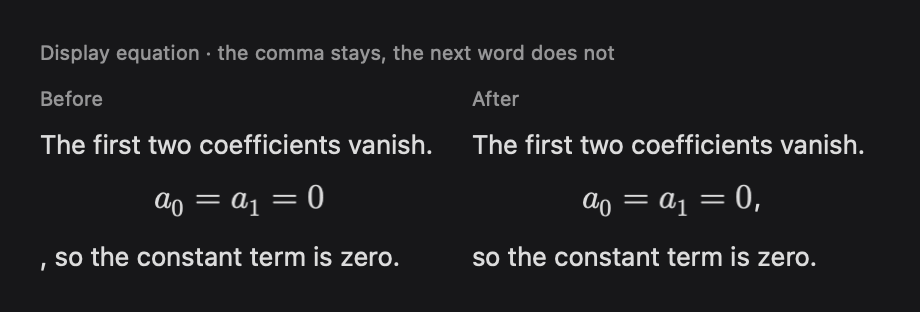 Display equation · the comma stays, the next word does not
Before
The first two coefficients vanish.
a₀ = a₁ = 0
, so the constant term is zero.
After
The first two coefficients vanish.
a₀ = a₁ = 0,
so the constant term is zero.